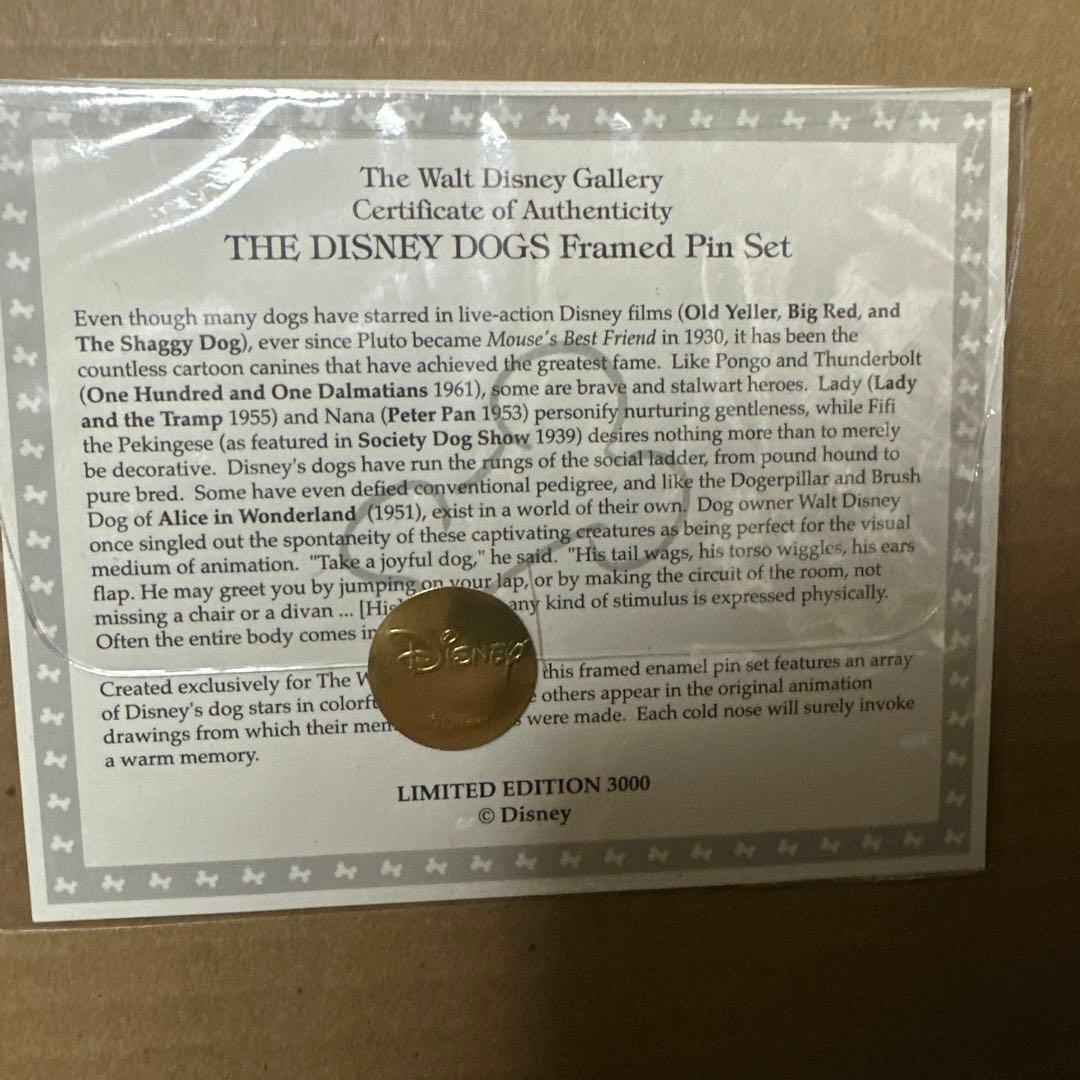 The Walt Disney Gallery
Certificate of Authenticity
THE DISNEY DOGS Framed Pin Set
Even though many dogs have starred in live-action Disney films (Old Yeller, Big Red, and
The Shaggy Dog), ever since Pluto became Mouse's Best Friend in 1930, it has been the
countless cartoon canines that have achieved the greatest fame. Like Pongo and Thunderbolt
(One Hundred and One Dalmatians 1961), some are brave and stalwart heroes. Lady (Lady
and the Tramp 1955) and Nana (Peter Pan 1953) personify nurturing gentleness, while Fifi
the Pekingese (as featured in Society Dog Show 1939) desires nothing more than to merely
be decorative. Disney's dogs have run the rungs of the social ladder, from pound hound to
pure bred. Some have even defied conventional pedigree, and like the Dogerpillar and Brush
Dog of Alice in Wonderland (1951), exist in a world of their own. Dog owner Walt Disney
once singled out the spontaneity of these captivating creatures as being perfect for the visual
medium of animation. "Take a joyful dog," he said. "His tail wags, his torso wiggles, his ears
flap. He may greet you by jumping on your lap, or by making the circuit of the room, not
missing a chair or a divan ... [His any kind of stimulus is expressed physically.
Often the entire body comes in
DISNEY
Created exclusively for The W this framed enamel pin set features an array
of Disney's dog stars in colorf others appear in the original animation
drawings from which their mem were made. Each cold nose will surely invoke
a warm memory.
LIMITED EDITION 3000
© Disney